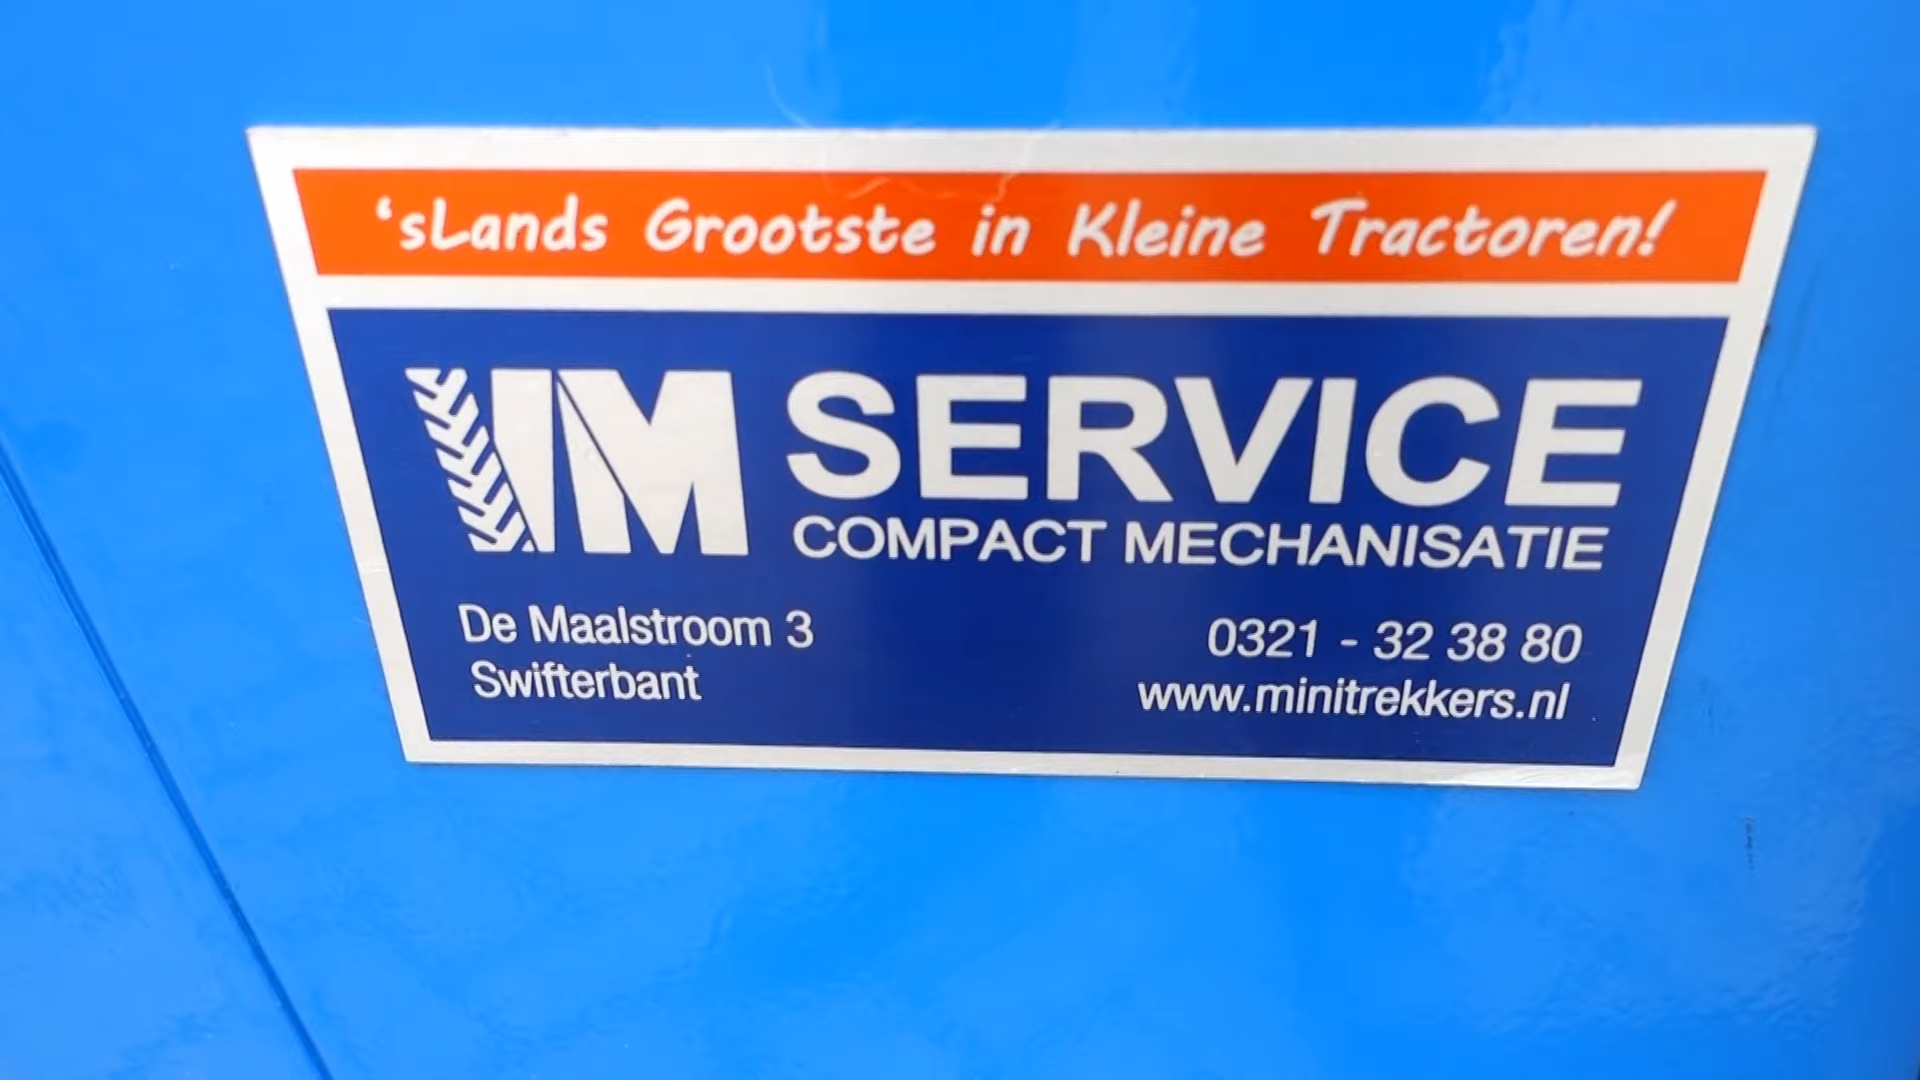 ‘sLands Grootste in Kleine Tractoren!
IM SERVICE
COMPACT MECHANISATIE
De Maalstroom 3
Swifterbant
0321 - 32 38 80
www.minitrekkers.nl